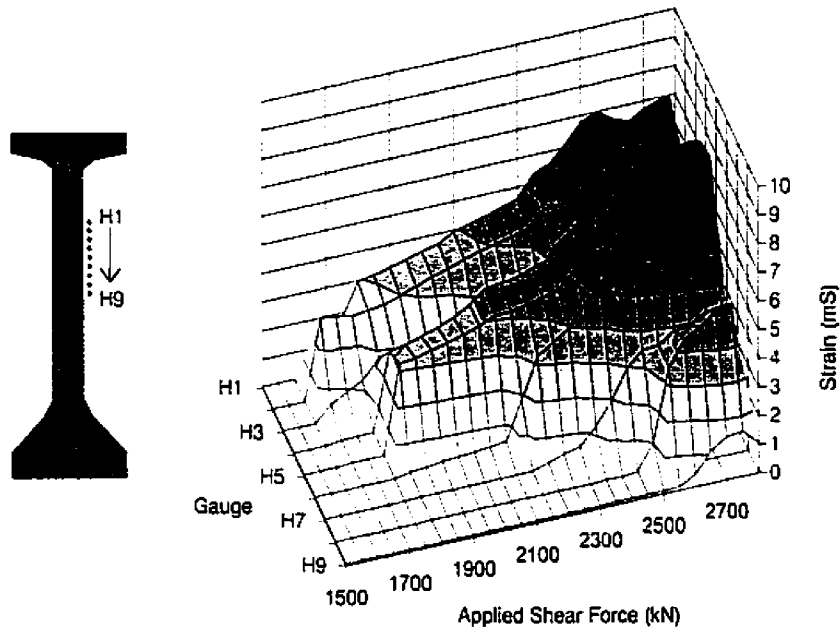 H1
H9
10
9
8
7
6
5
4
3
2
1
0
Strain (mS)
H1
H3
H5
H7
H9
Gauge
1500
1700
1900
2100
2300
2500
2700
Applied Shear Force (kN)